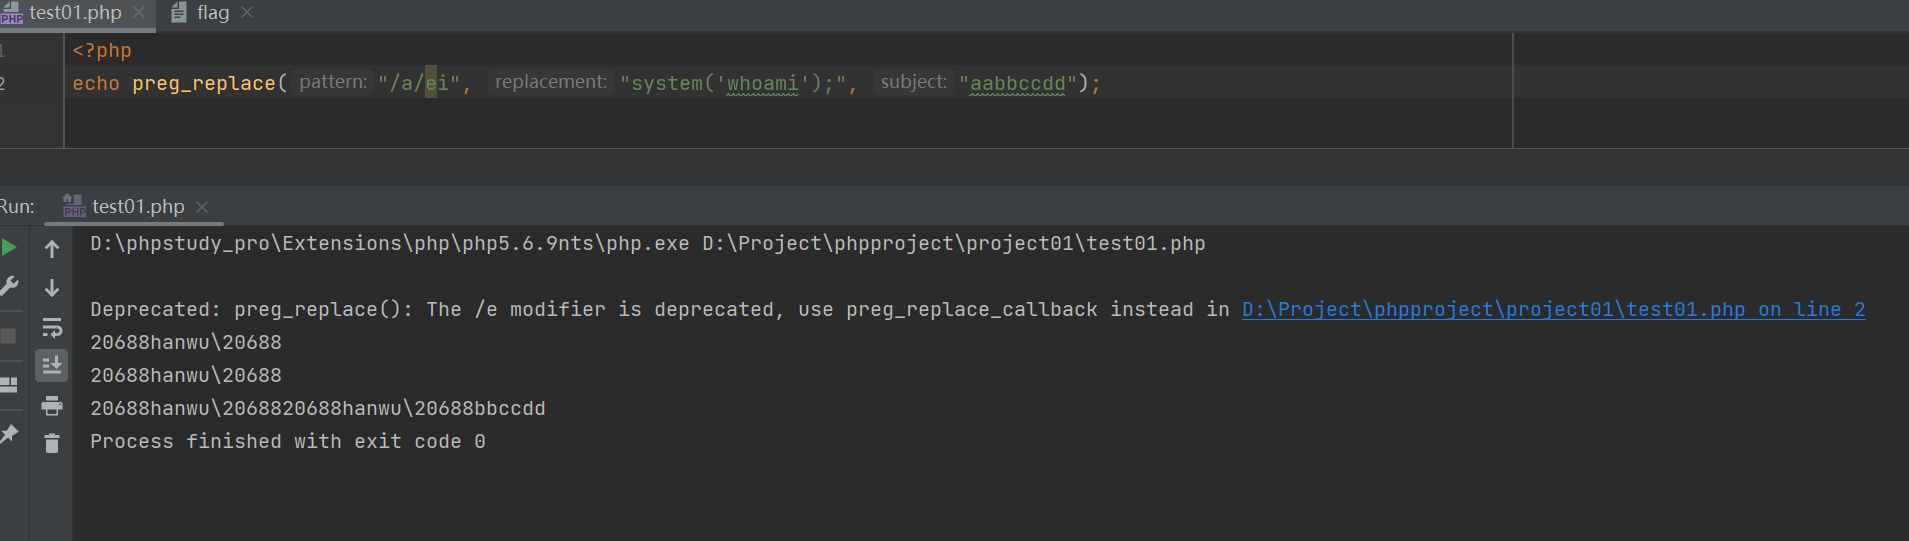 test01.php flag
1 <?php
2 echo preg_replace( pattern: "/a/ei", replacement: "system('whoami');", subject: "aabbccdd");
Run: test01.php
D:\phpstudy_pro\Extensions\php\php5.6.9nts\php.exe D:\Project\phpproject\project01\test01.php
Deprecated: preg_replace(): The /e modifier is deprecated, use preg_replace_callback instead in D:\Project\phpproject\project01\test01.php on line 2
20688hanwu\20688
20688hanwu\20688
20688hanwu\2068820688hanwu\20688bbccdd
Process finished with exit code 0